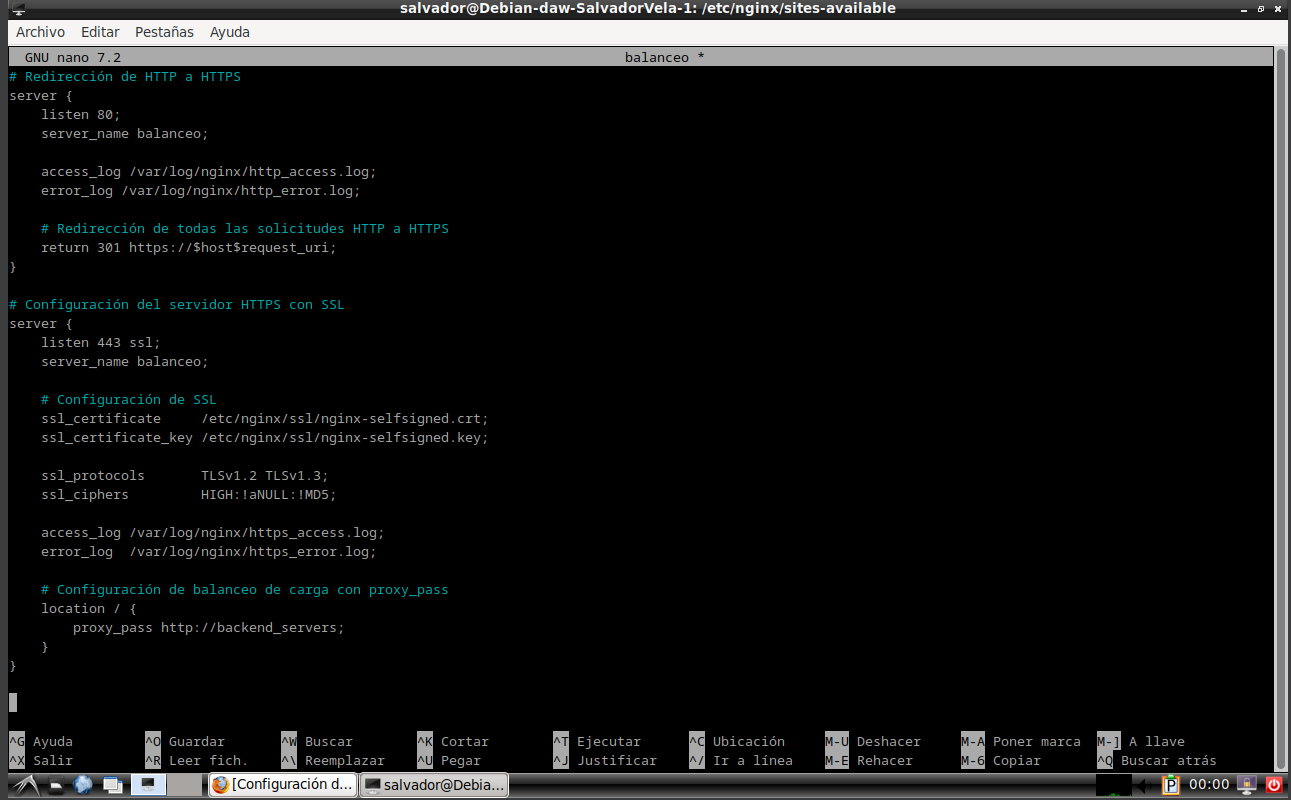 salvador@Debian-daw-SalvadorVela-1: /etc/nginx/sites-available
Archivo Editar Pestañas Ayuda
GNU nano 7.2 balanceo *
# Redirección de HTTP a HTTPS
server {
    listen 80;
    server_name balanceo;

    access_log /var/log/nginx/http_access.log;
    error_log /var/log/nginx/http_error.log;

    # Redirección de todas las solicitudes HTTP a HTTPS
    return 301 https://$host$request_uri;
}

# Configuración del servidor HTTPS con SSL
server {
    listen 443 ssl;
    server_name balanceo;

    # Configuración de SSL
    ssl_certificate     /etc/nginx/ssl/nginx-selfsigned.crt;
    ssl_certificate_key /etc/nginx/ssl/nginx-selfsigned.key;

    ssl_protocols       TLSv1.2 TLSv1.3;
    ssl_ciphers         HIGH:!aNULL:!MD5;

    access_log /var/log/nginx/https_access.log;
    error_log  /var/log/nginx/https_error.log;

    # Configuración de balanceo de carga con proxy_pass
    location / {
        proxy_pass http://backend_servers;
    }
}

^G Ayuda ^O Guardar ^W Buscar ^K Cortar ^T Ejecutar ^C Ubicación M-U Deshacer M-A Poner marca M-] A llave
^X Salir ^R Leer fich. ^\ Reemplazar ^U Pegar ^J Justificar ^/ Ir a línea M-E Rehacer M-6 Copiar ^Q Buscar atrás
[Configuración d... salvador@Debia... P 00:00